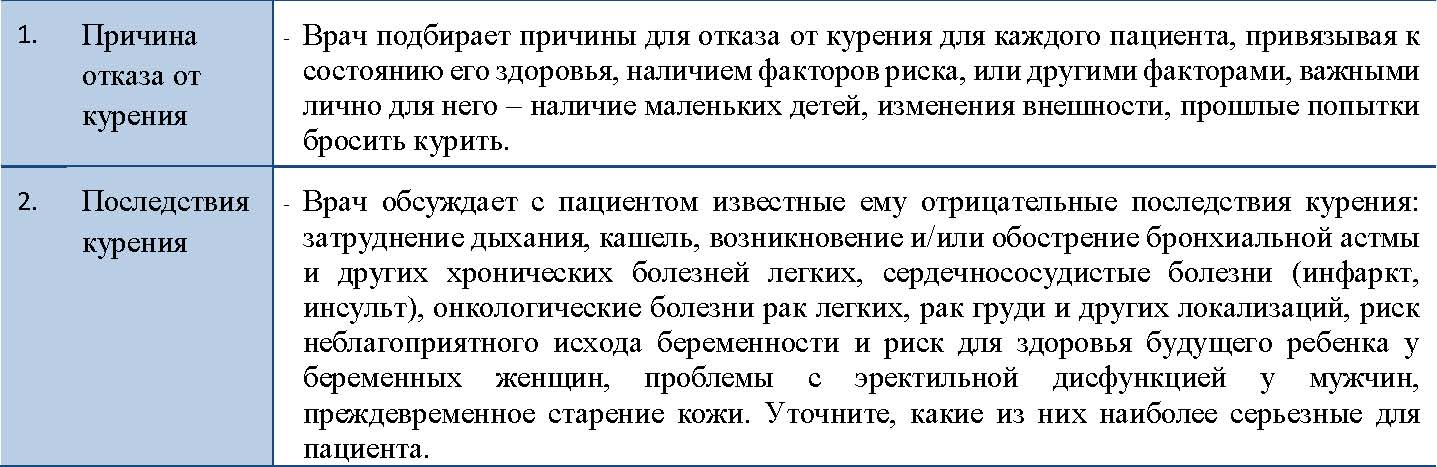 1. Причина - Врач подбирает причины для отказа от курения для каждого пациента, привязывая к
отказа от состоянию его здоровья, наличием факторов риска, или другими факторами, важными
курения лично для него – наличие маленьких детей, изменения внешности, прошлые попытки
бросить курить.
2. Последствия - Врач обсуждает с пациентом известные ему отрицательные последствия курения:
курения затруднение дыхания, кашель, возникновение и/или обострение бронхиальной астмы
и других хронических болезней легких, сердечнососудистые болезни (инфаркт,
инсульт), онкологические болезни рак легких, рак груди и других локализаций, риск
неблагоприятного исхода беременности и риск для здоровья будущего ребенка у
беременных женщин, проблемы с эректильной дисфункцией у мужчин,
преждевременное старение кожи. Уточните, какие из них наиболее серьезные для
пациента.